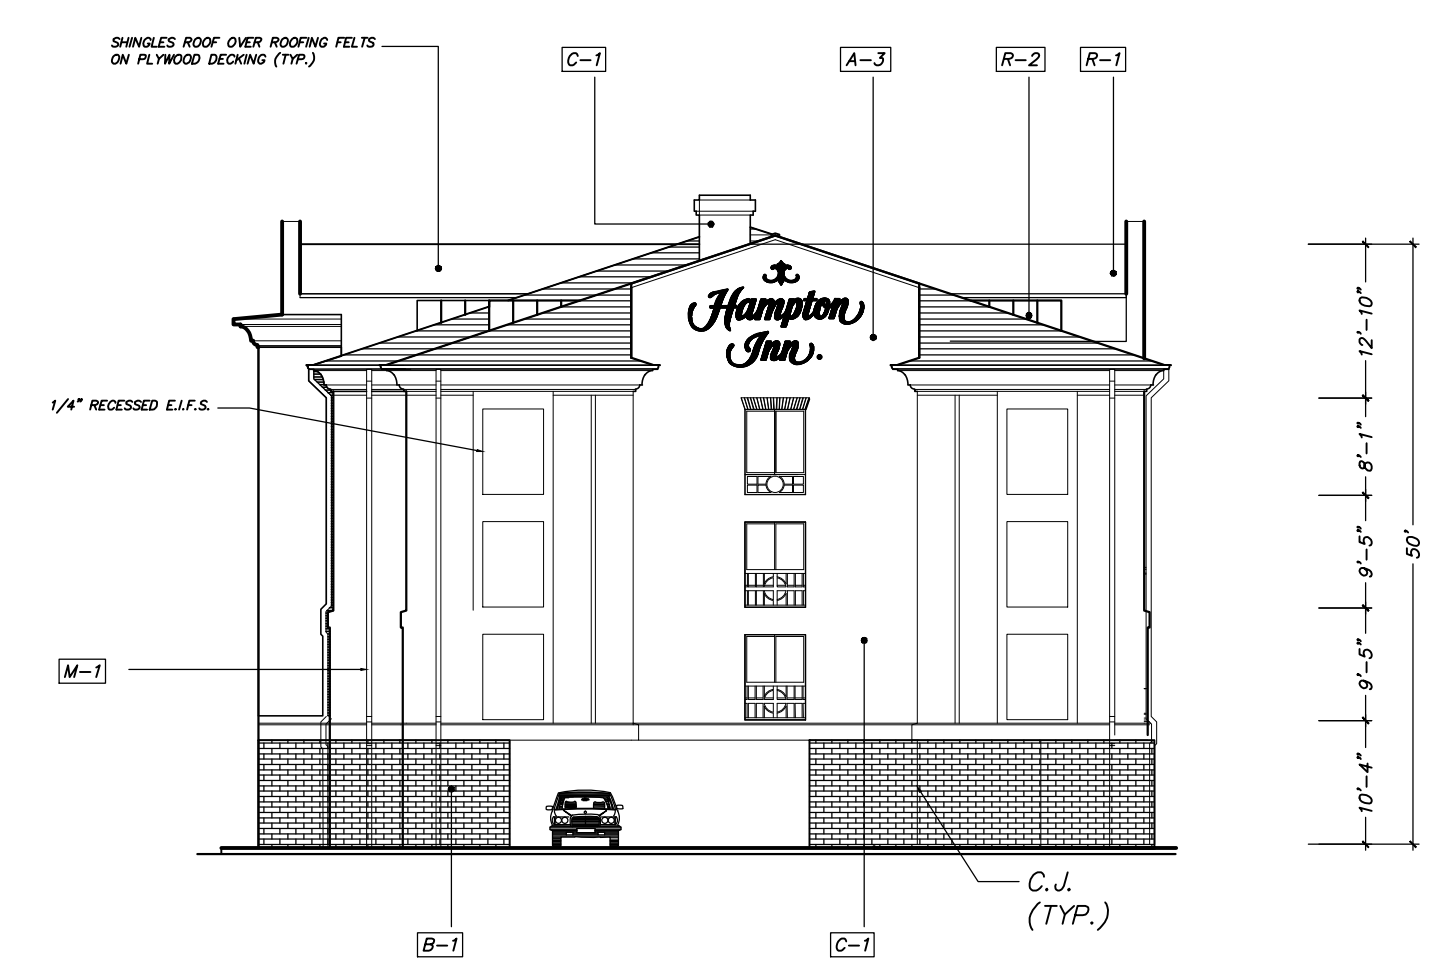 SHINGLES ROOF OVER ROOFING FELTS
ON PLYWOOD DECKING (TYP.)
C-1
A-3
R-2
R-1
Hampton
Inn.
1/4" RECESSED E.I.F.S.
12'-10"
8'-1"
9'-5"
9'-5"
10'-4"
50'
M-1
C.J.
(TYP.)
B-1
C-1